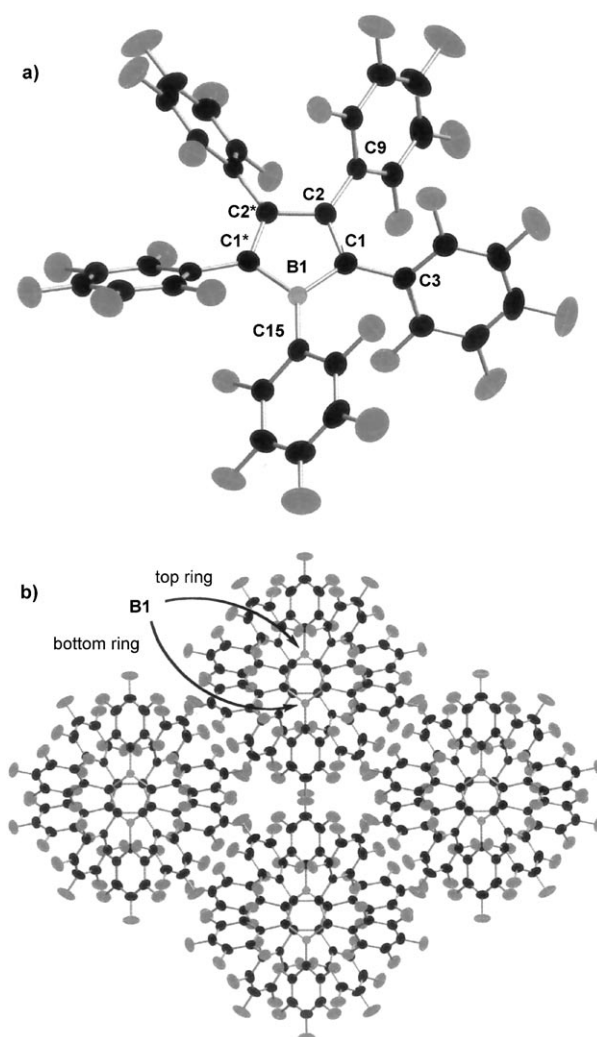 a)
C9
C2
C2*
C1*
B1
C1
C3
C15
b)
top ring
B1
bottom ring